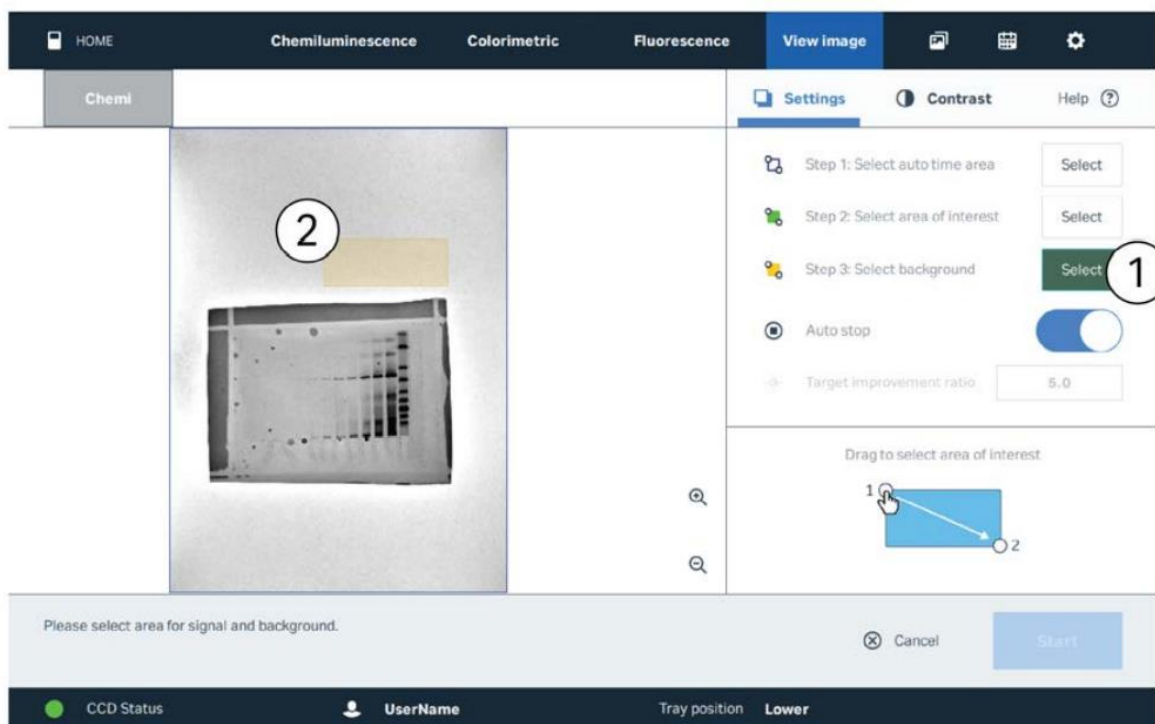 HOME Chemiluminescence Colorimetric Fluorescence View image
Chemi
Settings Contrast Help ?
Step 1: Select auto time area Select
2
Step 2: Select area of interest Select
Step 3: Select background Select 1
Auto stop
Target improvement ratio 5.0
Drag to select area of interest
1
2
Please select area for signal and background.
Cancel Start
CCD Status UserName Tray position Lower